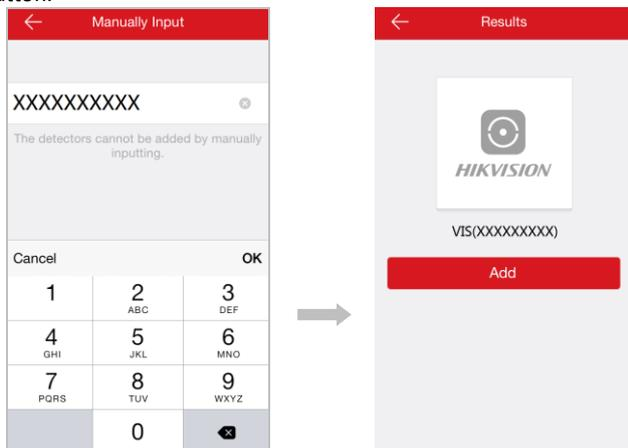 Manually Input
XXXXXXXXXX
The detectors cannot be added by manually
inputting.
Cancel OK
1 2 3
ABC DEF
4 5 6
GHI JKL MNO
7 8 9
PQRS TUV WXYZ
0
Results
HIKVISION
VIS(XXXXXXXXX)
Add